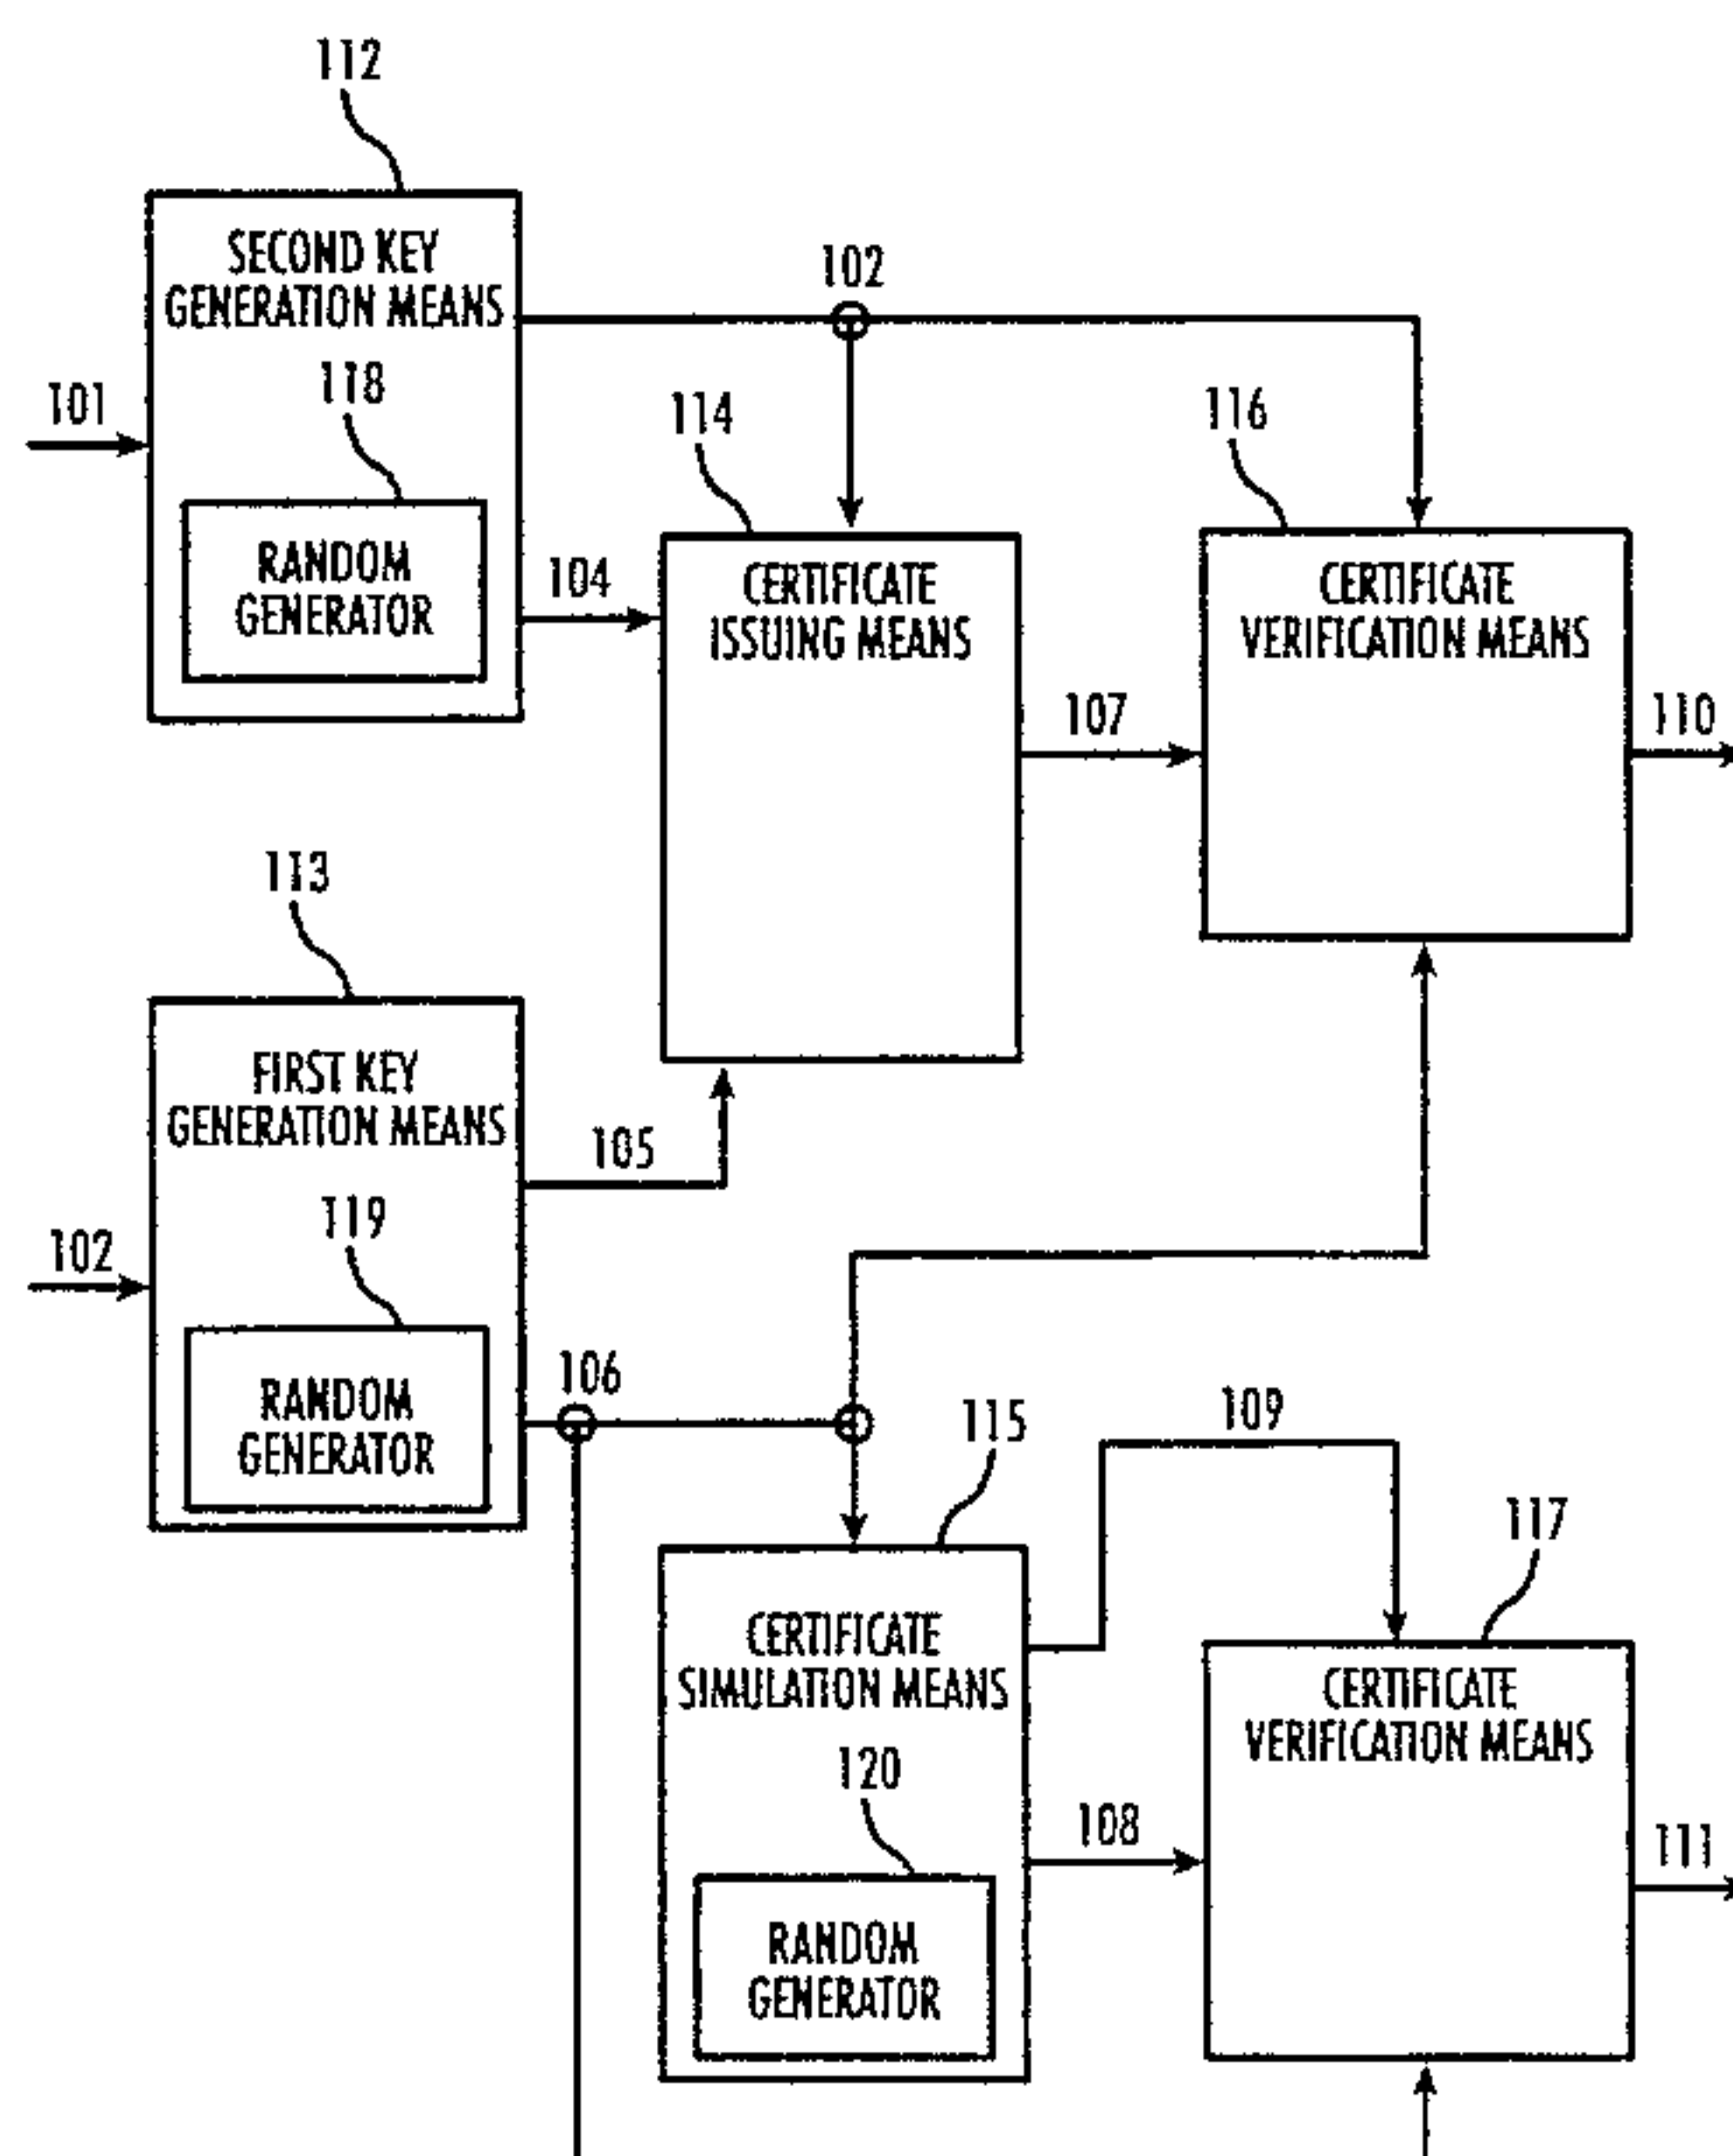 112
SECOND KEY
GENERATION MEANS
102
118
101
114
116
RANDOM
GENERATOR
104
CERTIFICATE
ISSUING MEANS
CERTIFICATE
VERIFICATION MEANS
107
110
113
FIRST KEY
GENERATION MEANS
105
119
102
106
RANDOM
GENERATOR
115
109
117
CERTIFICATE
SIMULATION MEANS
CERTIFICATE
VERIFICATION MEANS
120
108
111
RANDOM
GENERATOR